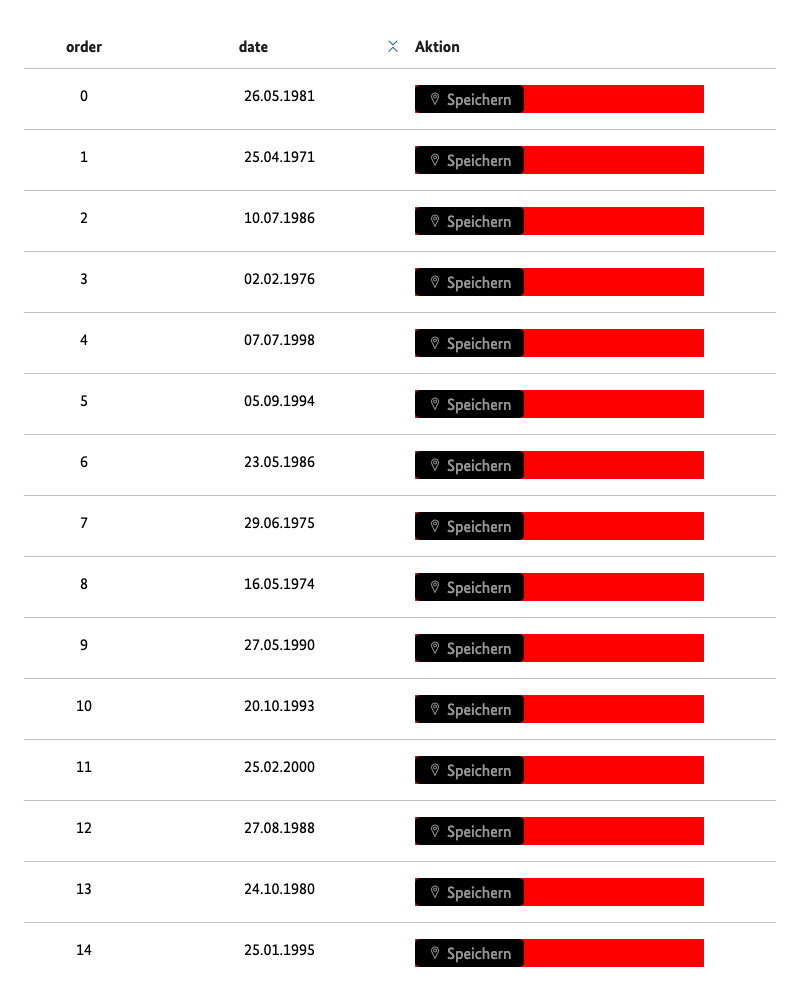 order date Aktion
0 26.05.1981 Speichern
1 25.04.1971 Speichern
2 10.07.1986 Speichern
3 02.02.1976 Speichern
4 07.07.1998 Speichern
5 05.09.1994 Speichern
6 23.05.1986 Speichern
7 29.06.1975 Speichern
8 16.05.1974 Speichern
9 27.05.1990 Speichern
10 20.10.1993 Speichern
11 25.02.2000 Speichern
12 27.08.1988 Speichern
13 24.10.1980 Speichern
14 25.01.1995 Speichern